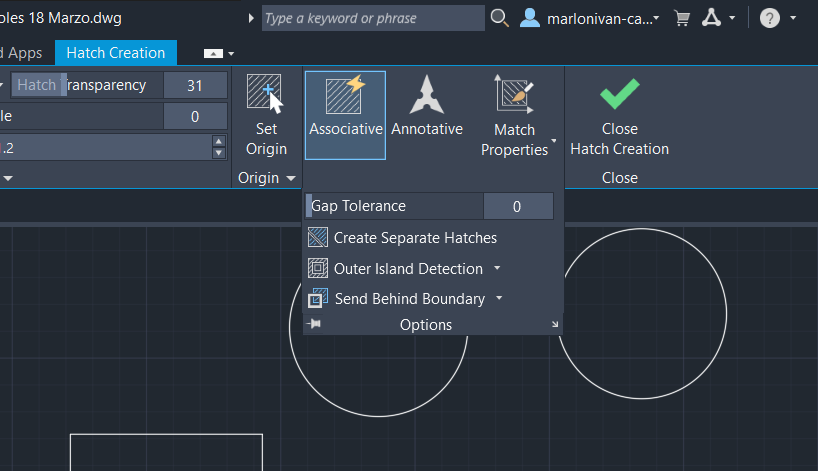 oles 18 Marzo.dwg
Type a keyword or phrase
marlonivan-ca...
?
d Apps
Hatch Creation
Hatch Transparency
31
le
0
1.2
Set
Origin
Origin
Associative
Annotative
Match
Properties
Close
Hatch Creation
Close
Gap Tolerance
0
Create Separate Hatches
Outer Island Detection
Send Behind Boundary
Options